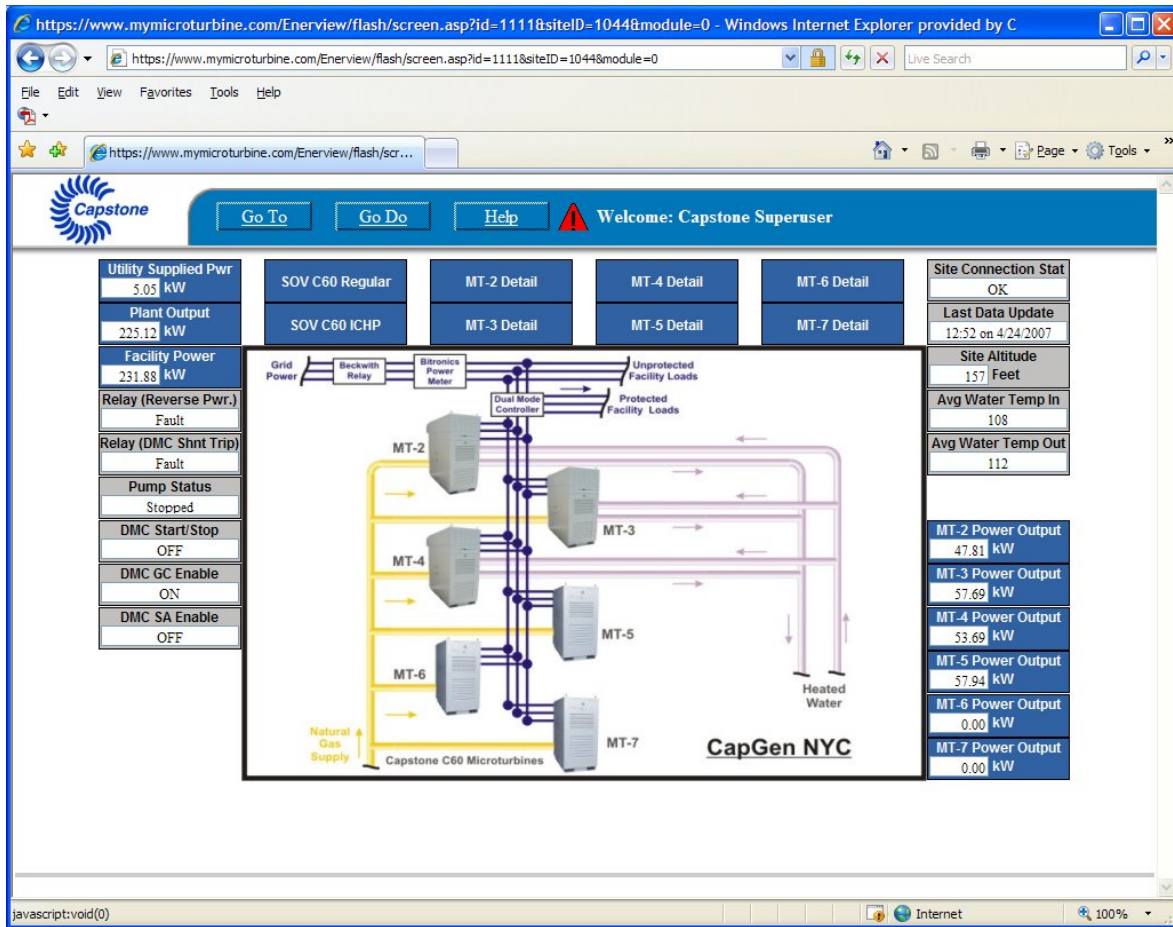 https://www.mymicroturbine.com/Enerview/flash/screen.asp?id=1111&siteID=1044&module=0 - Windows Internet Explorer provided by C
https://www.mymicroturbine.com/Enerview/flash/screen.asp?id=1111&siteID=1044&module=0
Live Search
File Edit View Favorites Tools Help
https://www.mymicroturbine.com/Enerview/flash/scr...
Page Tools »
Capstone
Go To Go Do Help Welcome: Capstone Superuser
Utility Supplied Pwr
5.05 kW
Plant Output
225.12 kW
Facility Power
231.88 kW
Relay (Reverse Pwr.)
Fault
Relay (DMC Shnt Trip)
Fault
Pump Status
Stopped
DMC Start/Stop
OFF
DMC GC Enable
ON
DMC SA Enable
OFF
SOV C60 Regular MT-2 Detail MT-4 Detail MT-6 Detail
SOV C60 ICHP MT-3 Detail MT-5 Detail MT-7 Detail
Grid
Power
Beckwith
Relay
Bitronics
Power
Meter
Unprotected
Facility Loads
Dual Mode
Controller
Protected
Facility Loads
MT-2
MT-3
MT-4
MT-5
MT-6
MT-7
Heated
Water
Natural
Gas
Supply
Capstone C60 Microturbines
CapGen NYC
Site Connection Stat
OK
Last Data Update
12:52 on 4/24/2007
Site Altitude
157 Feet
Avg Water Temp In
108
Avg Water Temp Out
112
MT-2 Power Output
47.81 kW
MT-3 Power Output
57.69 kW
MT-4 Power Output
53.69 kW
MT-5 Power Output
57.94 kW
MT-6 Power Output
0.00 kW
MT-7 Power Output
0.00 kW
javascript:void(0)
Internet
100%